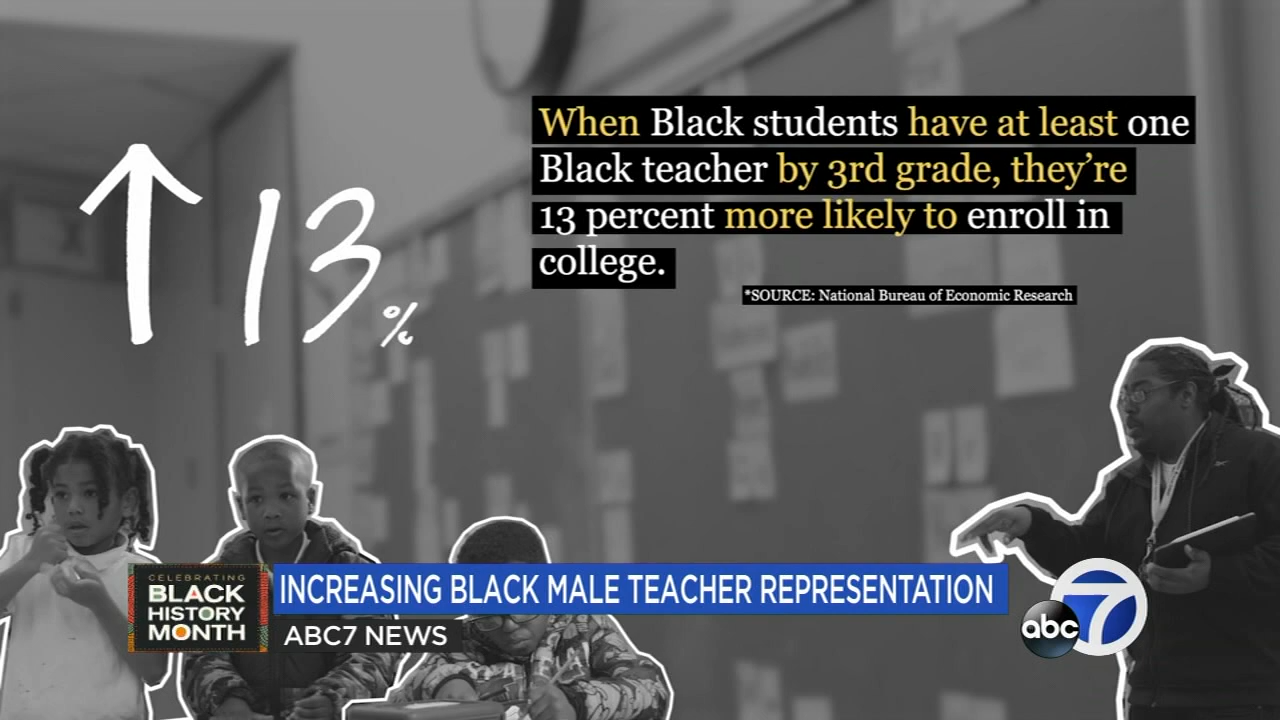 ↑ 13%
When Black students have at least one
Black teacher by 3rd grade, they're
13 percent more likely to enroll in
college.
*SOURCE: National Bureau of Economic Research
CELEBRATING
BLACK
HISTORY
MONTH
INCREASING BLACK MALE TEACHER REPRESENTATION
ABC7 NEWS
abc 7